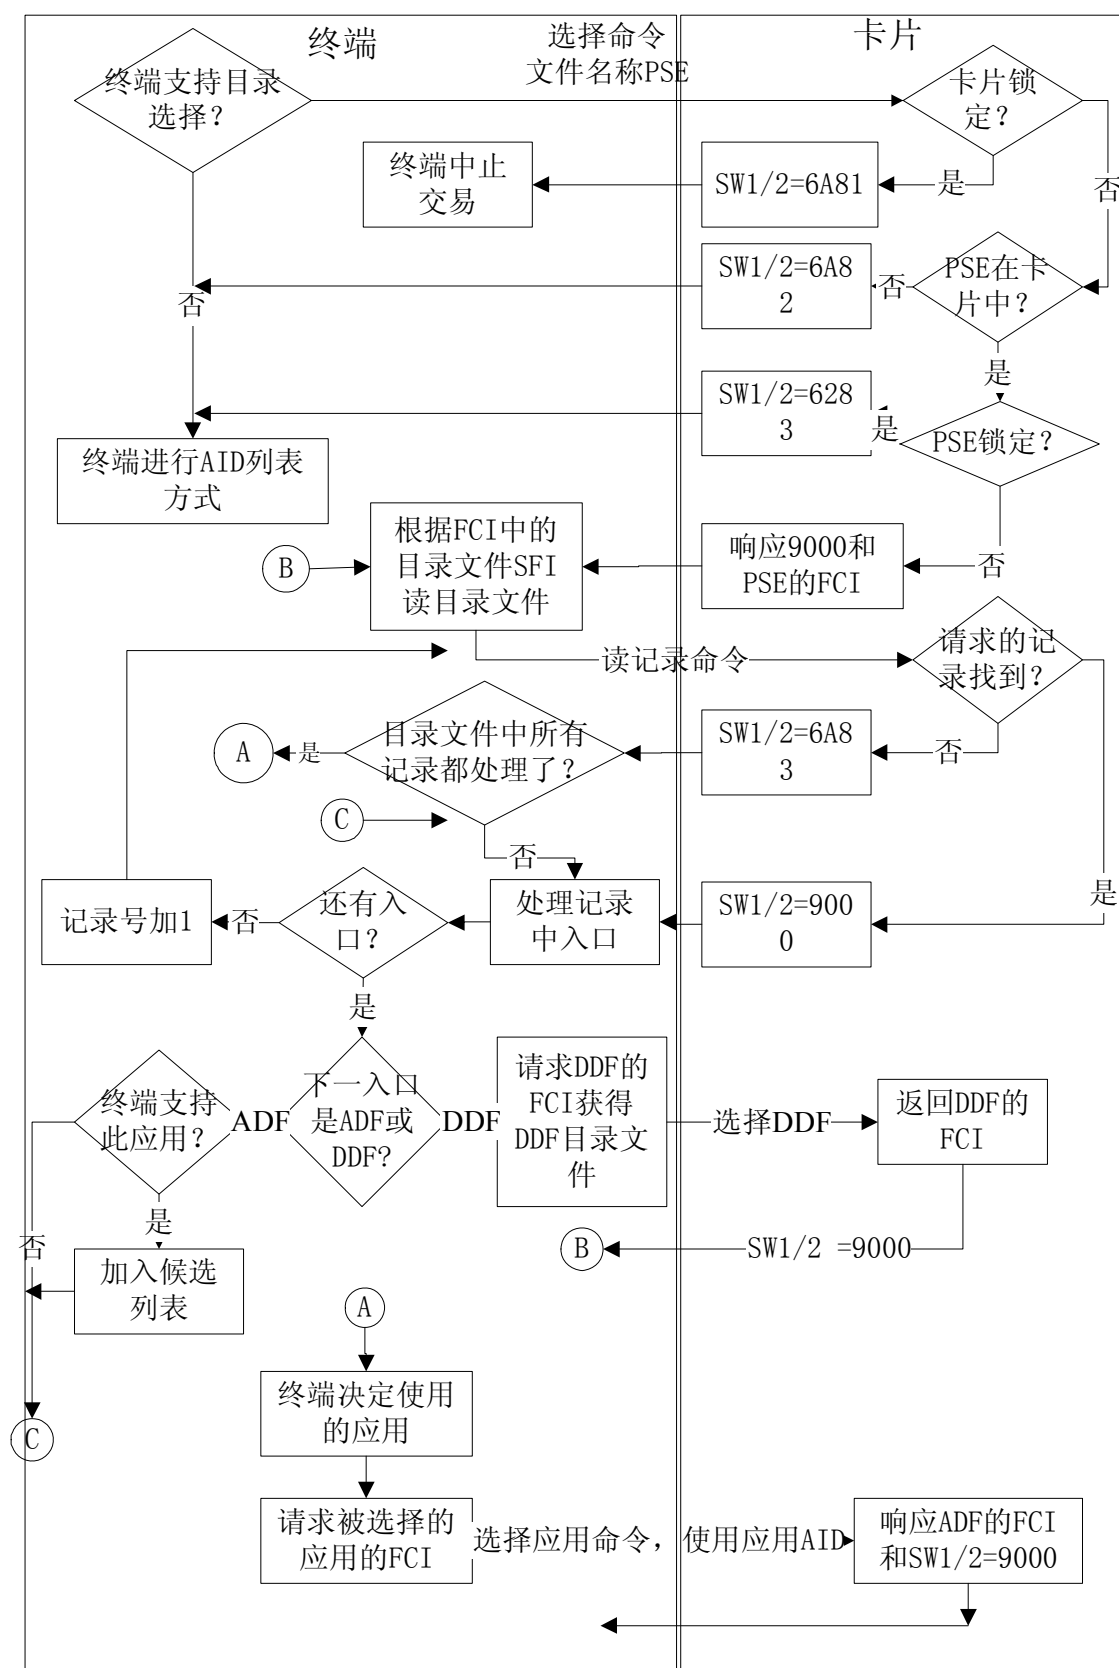 终端
选择命令
文件名称PSE
卡片
终端支持目录
选择?
卡片锁
定?
终端中止
交易
SW1/2=6A81
是
否
SW1/2=6A8
2
否
PSE在卡
片中?
否
是
SW1/2=628
3
是
PSE锁定?
终端进行AID列表
方式
根据FCI中的
目录文件SFI
读目录文件
B
响应9000和
PSE的FCI
否
读记录命令
请求的记
录找到?
A
是
目录文件中所有
记录都处理了?
SW1/2=6A8
3
否
C
否
是
记录号加1
否
还有入
口?
处理记录
中入口
SW1/2=900
0
是
终端支持
此应用?
ADF
下一入口
是ADF或
DDF?
DDF
请求DDF的
FCI获得
DDF目录文
件
选择DDF
返回DDF的
FCI
是
否
B
SW1/2 =9000
加入候选
列表
A
终端决定使用
的应用
C
请求被选择的
应用的FCI
选择应用命令, 使用应用AID
响应ADF的FCI
和SW1/2=9000